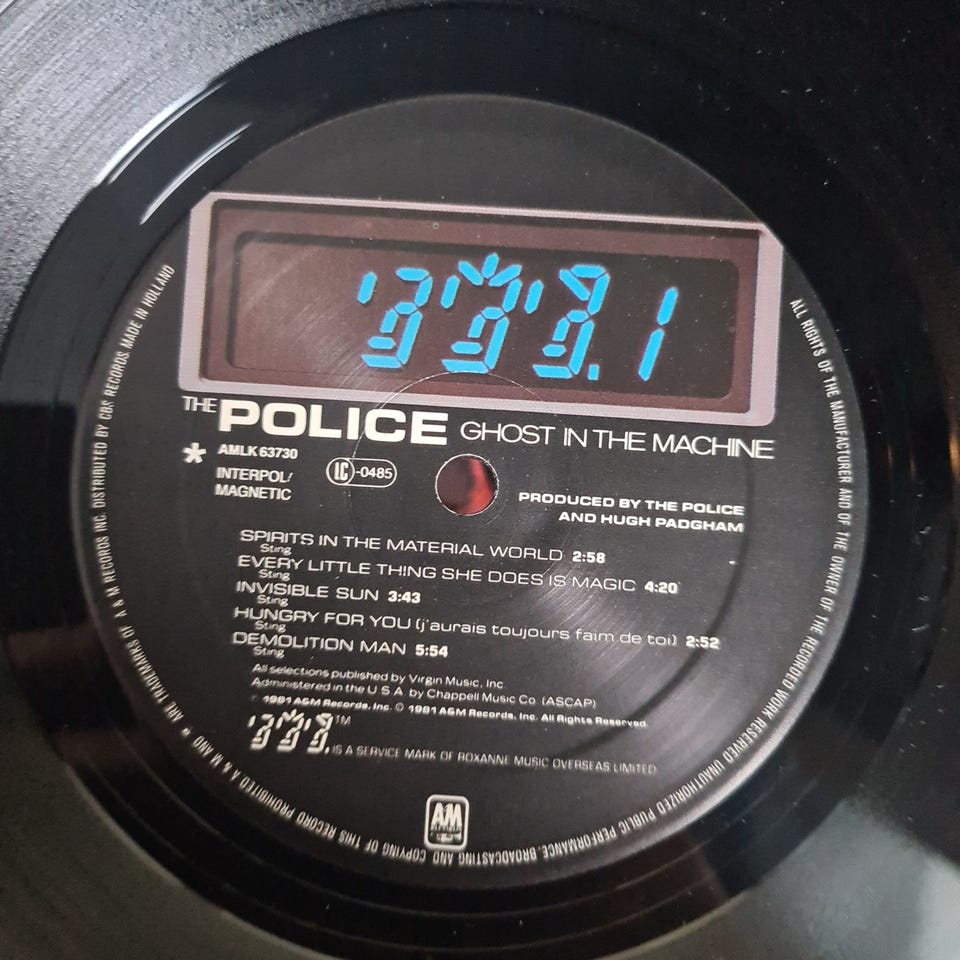 .1
THE POLICE GHOST IN THE MACHINE
* AMLK 63730
INTERPOL/
MAGNETIC
LC -0485
PRODUCED BY THE POLICE
AND HUGH PADGHAM
SPIRITS IN THE MATERIAL WORLD 2:58
Sting
EVERY LITTLE THING SHE DOES IS MAGIC 4:20
Sting
INVISIBLE SUN 3:43
Sting
HUNGRY FOR YOU (j'aurais toujours faim de toi) 2:52
Sting
DEMOLITION MAN 5:54
Sting
All selections published by Virgin Music, Inc
Administered in the U S A by Chappell Music Co (ASCAP)
1981 A&M Records, Inc. © 1981 A&M Records, Inc. All Rights Reserved.
TM IS A SERVICE MARK OF ROXANNE MUSIC OVERSEAS LIMITED
A&M
ALL RIGHTS OF THE MANUFACTURER AND OF THE OWNER OF THE RECORDED WORK RESERVED UNAUTHORIZED PUBLIC PERFORMANCE, BROADCASTING AND COPYING OF THIS RECORD PROHIBITED A & M AND * ARE TRADEMARKS OF A & M RECORDS INC. DISTRIBUTED BY CBS RECORDS. MADE IN HOLLAND